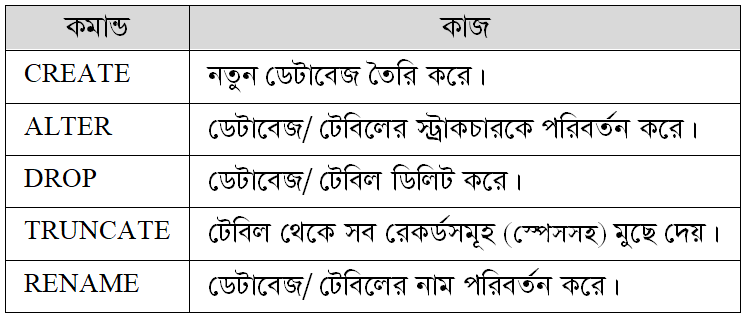 কমান্ড কাজ
CREATE নতুন ডেটাবেজ তৈরি করে।
ALTER ডেটাবেজ/ টেবিলের স্ট্রাকচারকে পরিবর্তন করে।
DROP ডেটাবেজ/ টেবিল ডিলিট করে।
TRUNCATE টেবিল থেকে সব রেকর্ডসমূহ (স্পেসসহ) মুছে দেয়।
RENAME ডেটাবেজ/ টেবিলের নাম পরিবর্তন করে।